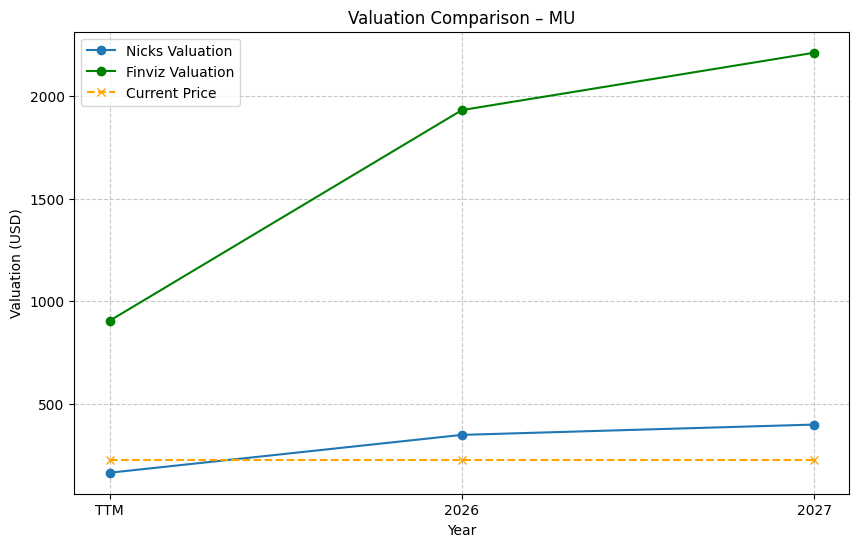 Valuation Comparison – MU
Nicks Valuation
Finviz Valuation
Current Price
Valuation (USD)
2000
1500
1000
500
TTM
2026
2027
Year